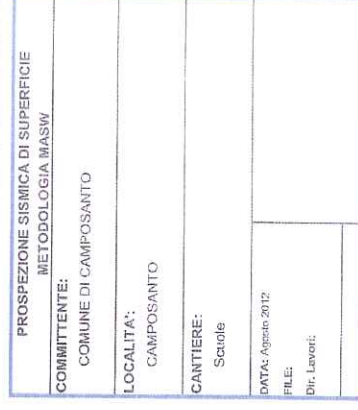 PROSPEZIONE SISMICA DI SUPERFICIE
METODOLOGIA MASW
COMMITTENTE:
COMUNE DI CAMPOSANTO
LOCALITA':
CAMPOSANTO
CANTIERE:
Scuole
DATA: Agosto 2012
FILE:
Dir. Lavori: